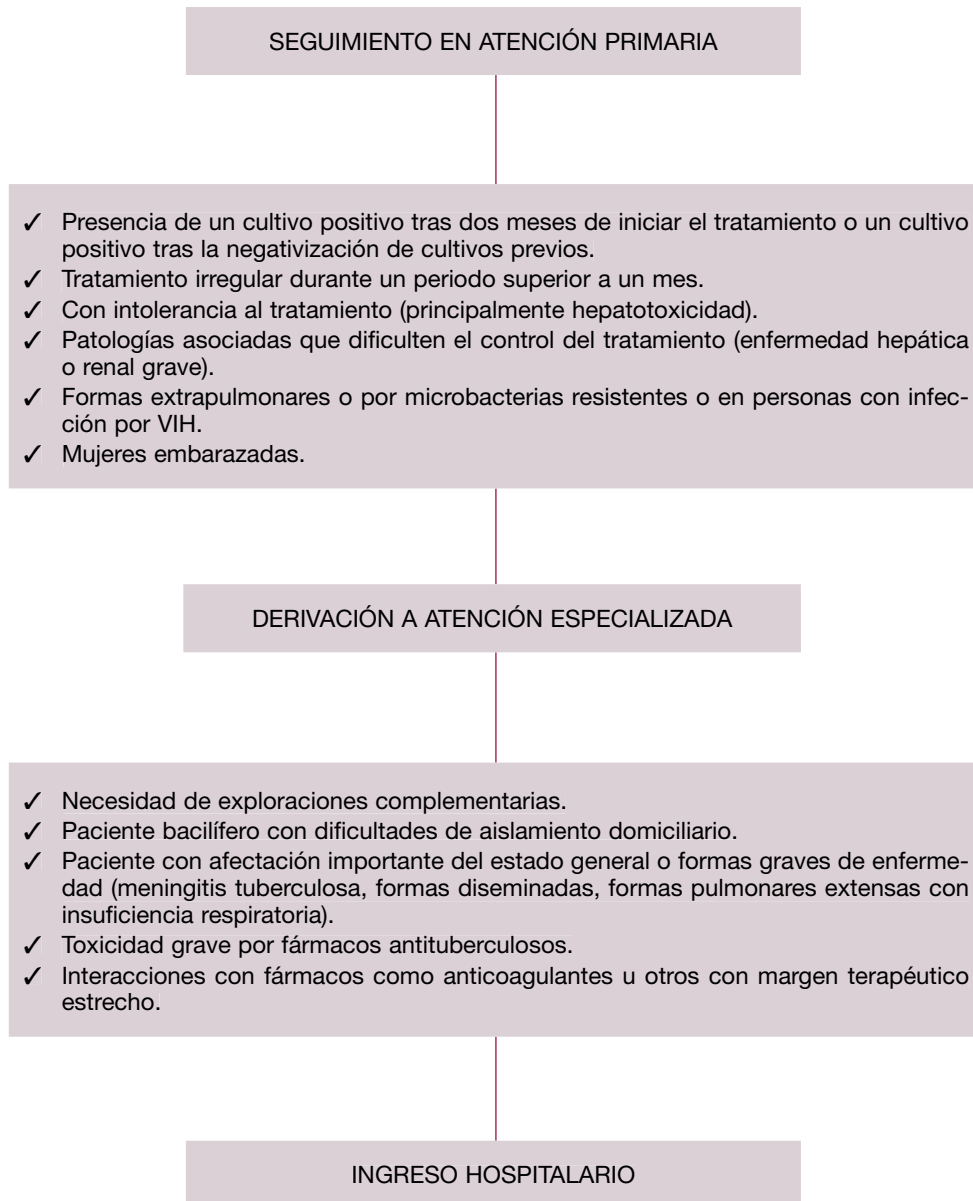 SEGUIMIENTO EN ATENCIÓN PRIMARIA
✓ Presencia de un cultivo positivo tras dos meses de iniciar el tratamiento o un cultivo
positivo tras la negativización de cultivos previos.
✓ Tratamiento irregular durante un periodo superior a un mes.
✓ Con intolerancia al tratamiento (principalmente hepatotoxicidad).
✓ Patologías asociadas que dificulten el control del tratamiento (enfermedad hepática
o renal grave).
✓ Formas extrapulmonares o por microbacterias resistentes o en personas con infec-
ción por VIH.
✓ Mujeres embarazadas.
DERIVACIÓN A ATENCIÓN ESPECIALIZADA
✓ Necesidad de exploraciones complementarias.
✓ Paciente bacilífero con dificultades de aislamiento domiciliario.
✓ Paciente con afectación importante del estado general o formas graves de enferme-
dad (meningitis tuberculosa, formas diseminadas, formas pulmonares extensas con
insuficiencia respiratoria).
✓ Toxicidad grave por fármacos antituberculosos.
✓ Interacciones con fármacos como anticoagulantes u otros con margen terapéutico
estrecho.
INGRESO HOSPITALARIO